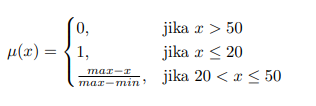 0, jika x > 50
μ(x) = { 1, jika x ≤ 20
max−x / max−min, jika 20 < x ≤ 50